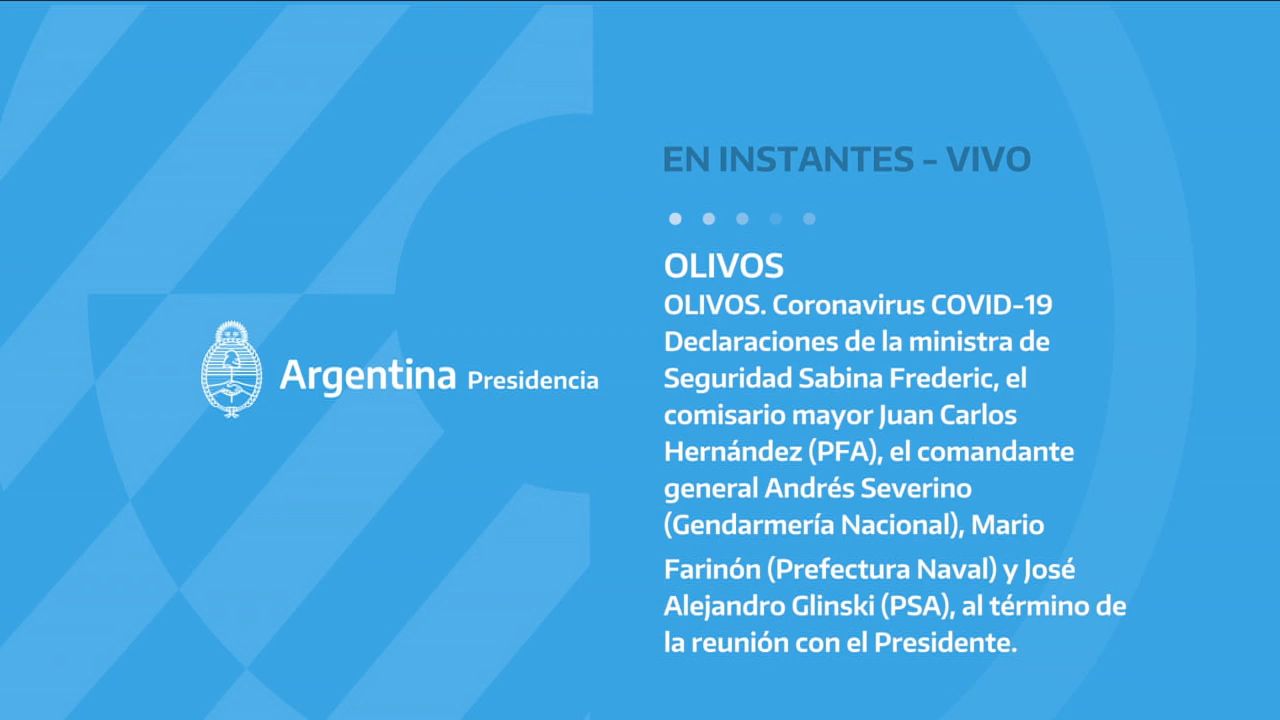 EN INSTANTES - VIVO
OLIVOS
OLIVOS. Coronavirus COVID-19
Declaraciones de la ministra de
Seguridad Sabina Frederic, el
comisario mayor Juan Carlos
Hernández (PFA), el comandante
general Andrés Severino
(Gendarmería Nacional), Mario
Farinón (Prefectura Naval) y José
Alejandro Glinski (PSA), al término de
la reunión con el Presidente.
Argentina Presidencia